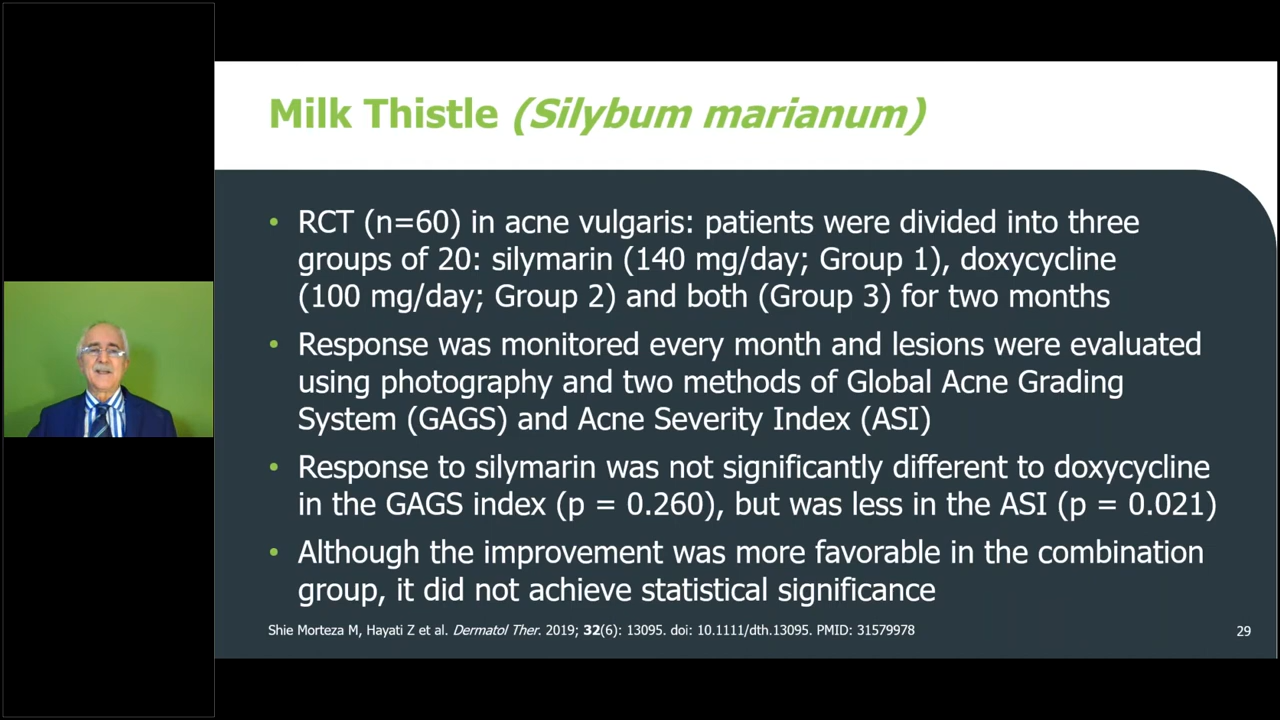 Milk Thistle (Silybum marianum)
• RCT (n=60) in acne vulgaris: patients were divided into three
groups of 20: silymarin (140 mg/day; Group 1), doxycycline
(100 mg/day; Group 2) and both (Group 3) for two months
• Response was monitored every month and lesions were evaluated
using photography and two methods of Global Acne Grading
System (GAGS) and Acne Severity Index (ASI)
• Response to silymarin was not significantly different to doxycycline
in the GAGS index (p = 0.260), but was less in the ASI (p = 0.021)
• Although the improvement was more favorable in the combination
group, it did not achieve statistical significance
Shie Morteza M, Hayati Z et al. Dermatol Ther. 2019; 32(6): 13095. doi: 10.1111/dth.13095. PMID: 31579978
29